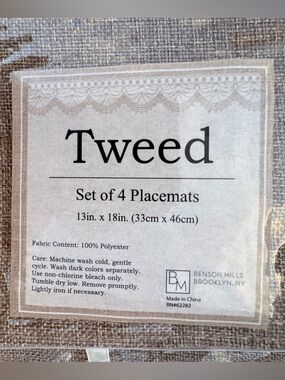 Tweed
Set of 4 Placemats
13in. x 18in. (33cm x 46cm)
Fabric Content: 100% Polyester
Care: Machine wash cold, gentle
cycle. Wash dark colors separately.
Use non-chlorine bleach only.
Tumble dry low. Remove promptly.
Lightly iron if necessary.
BM
BENSON MILLS
BROOKLYN, NY
Made in China
RN#62282